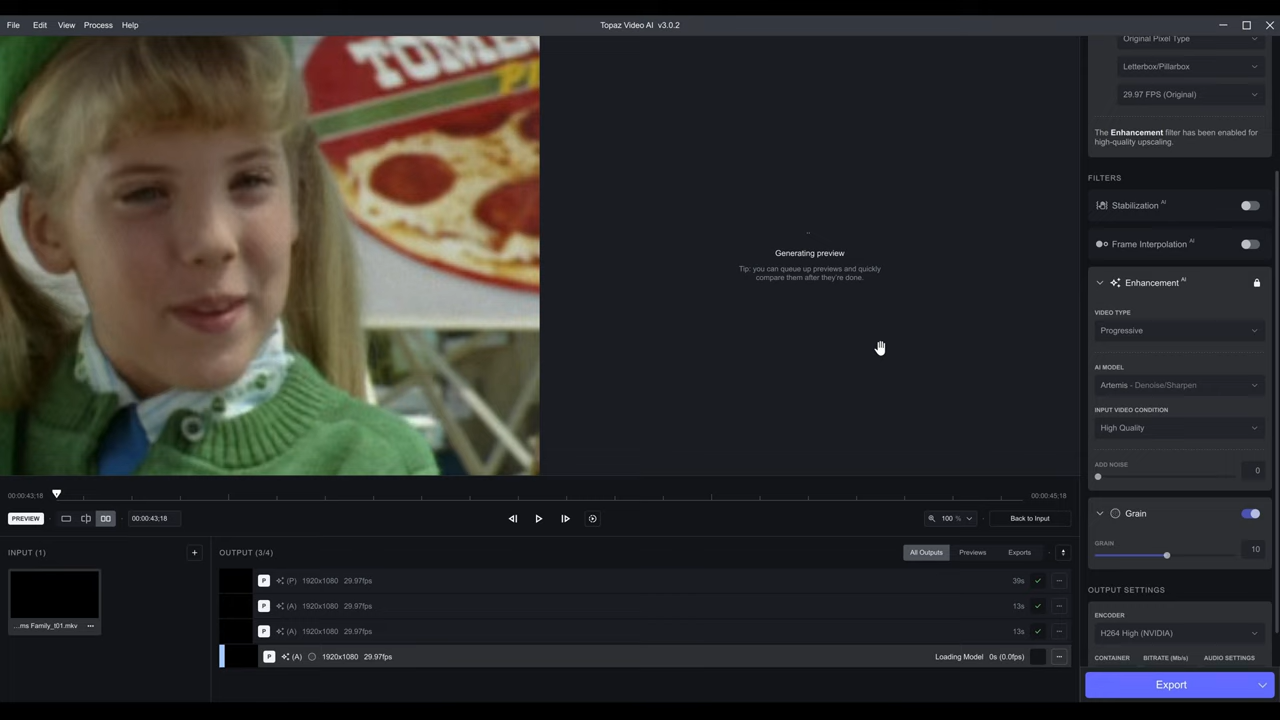 File Edit View Process Help
Topaz Video AI v3.0.2
TOMB
PI
Generating preview
Tip: you can queue up previews and quickly
compare them after they're done.
Original Pixel Type
Letterbox/Pillarbox
29.97 FPS (Original)
The Enhancement filter has been enabled for
high-quality upscaling.
FILTERS
Stabilization AI
Frame Interpolation AI
Enhancement AI
VIDEO TYPE
Progressive
AI MODEL
Artemis - Denoise/Sharpen
INPUT VIDEO CONDITION
High Quality
ADD NOISE
0
Grain
GRAIN
10
OUTPUT SETTINGS
ENCODER
H264 High (NVIDIA)
CONTAINER BITRATE (Mb/s) AUDIO SETTINGS
Export
00:00:43;18
00:00:45;18
PREVIEW
00:00:43;18
100 %
Back to Input
INPUT (1)
...ms Family_t01.mkv
OUTPUT (3/4)
All Outputs Previews Exports
P (P) 1920x1080 29.97fps 39s
P (A) 1920x1080 29.97fps 13s
P (A) 1920x1080 29.97fps 13s
P (A) 1920x1080 29.97fps Loading Model 0s (0.0fps)